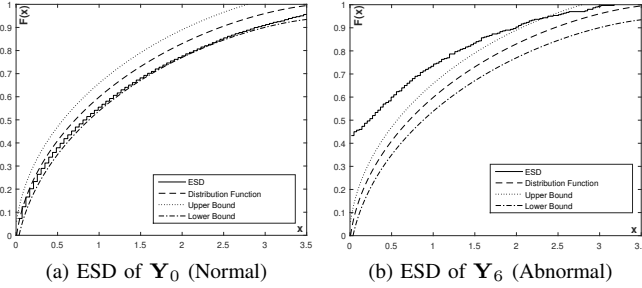 F(x)
1
0.9
0.8
0.7
0.6
0.5
0.4
0.3
0.2
0.1
0
ESD
Distribution Function
Upper Bound
Lower Bound
x
0 0.5 1 1.5 2 2.5 3 3.5
(a) ESD of Y0 (Normal)
F(x)
1
0.9
0.8
0.7
0.6
0.5
0.4
0.3
0.2
0.1
0
ESD
Distribution Function
Upper Bound
Lower Bound
x
0 0.5 1 1.5 2 2.5 3 3.5
(b) ESD of Y6 (Abnormal)